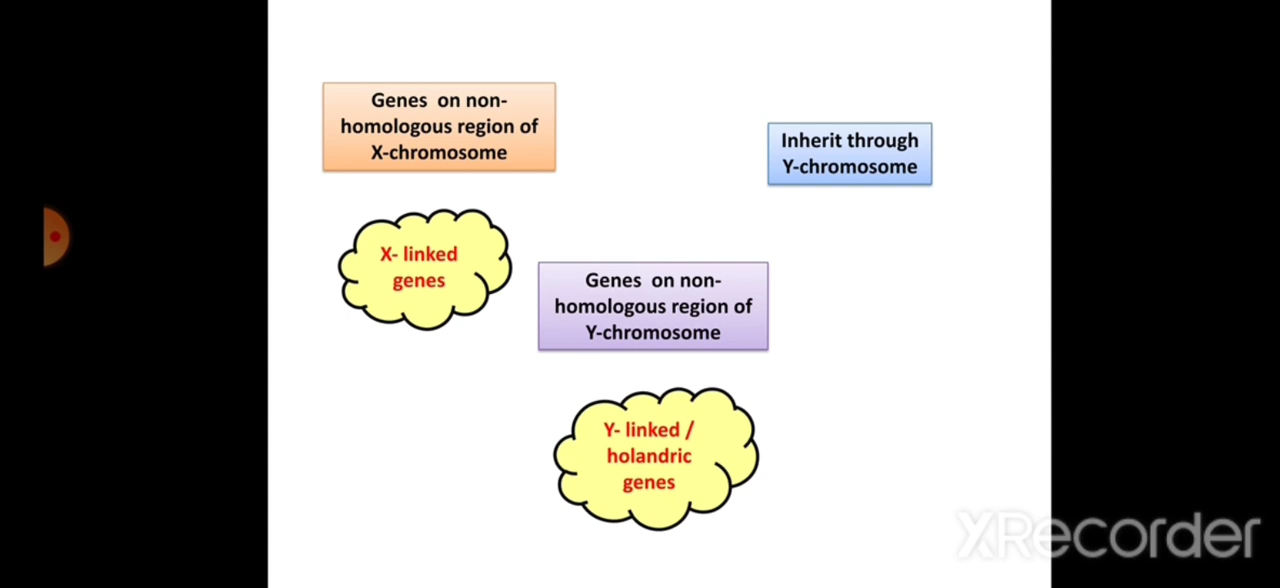 Genes on non-
homologous region of
X-chromosome
Inherit through
Y-chromosome
X- linked
genes
Genes on non-
homologous region of
Y-chromosome
Y- linked /
holandric
genes
XRecorder